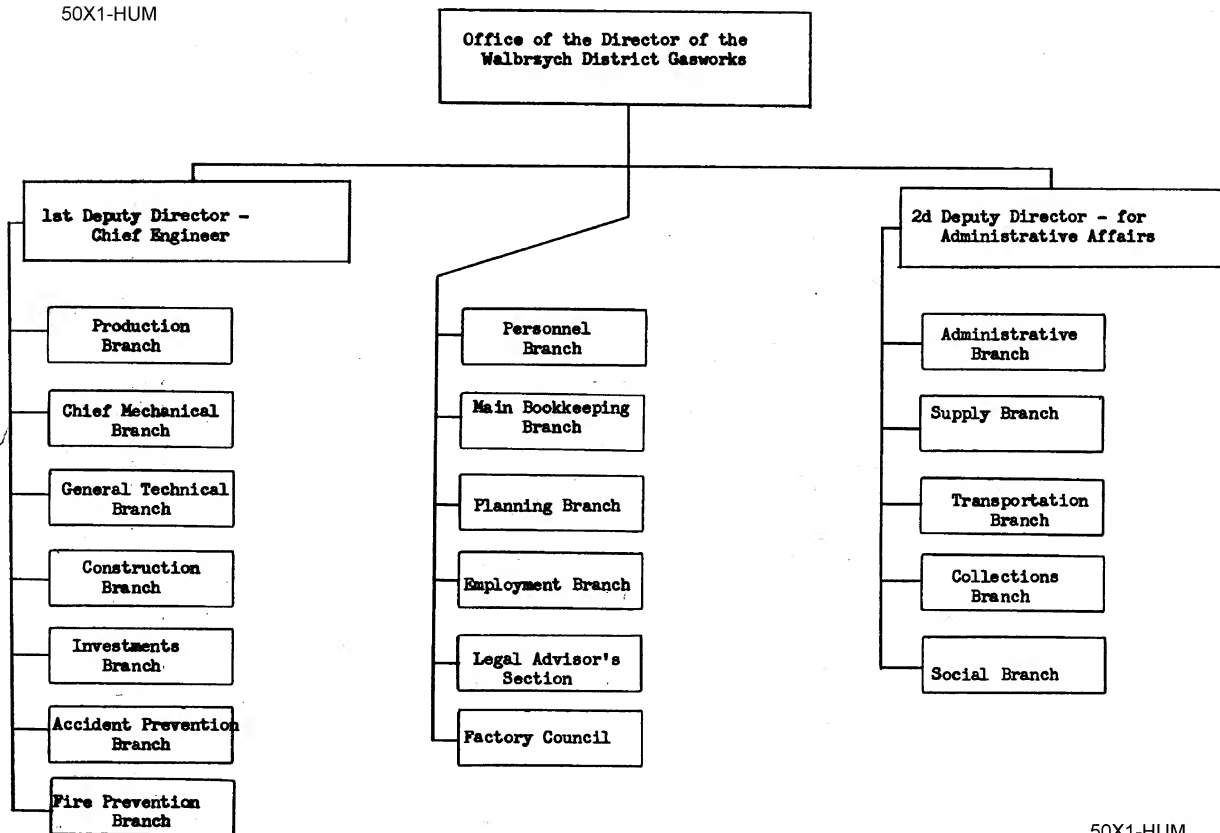 50X1-HUM
Office of the Director of the
Walbrzych District Gasworks
1st Deputy Director -
Chief Engineer
Production
Branch
Chief Mechanical
Branch
General Technical
Branch
Construction
Branch
Investments
Branch
Accident Prevention
Branch
Fire Prevention
Branch
Personnel
Branch
Main Bookkeeping
Branch
Planning Branch
Employment Branch
Legal Advisor's
Section
Factory Council
2d Deputy Director - for
Administrative Affairs
Administrative
Branch
Supply Branch
Transportation
Branch
Collections
Branch
Social Branch
50X1-HUM